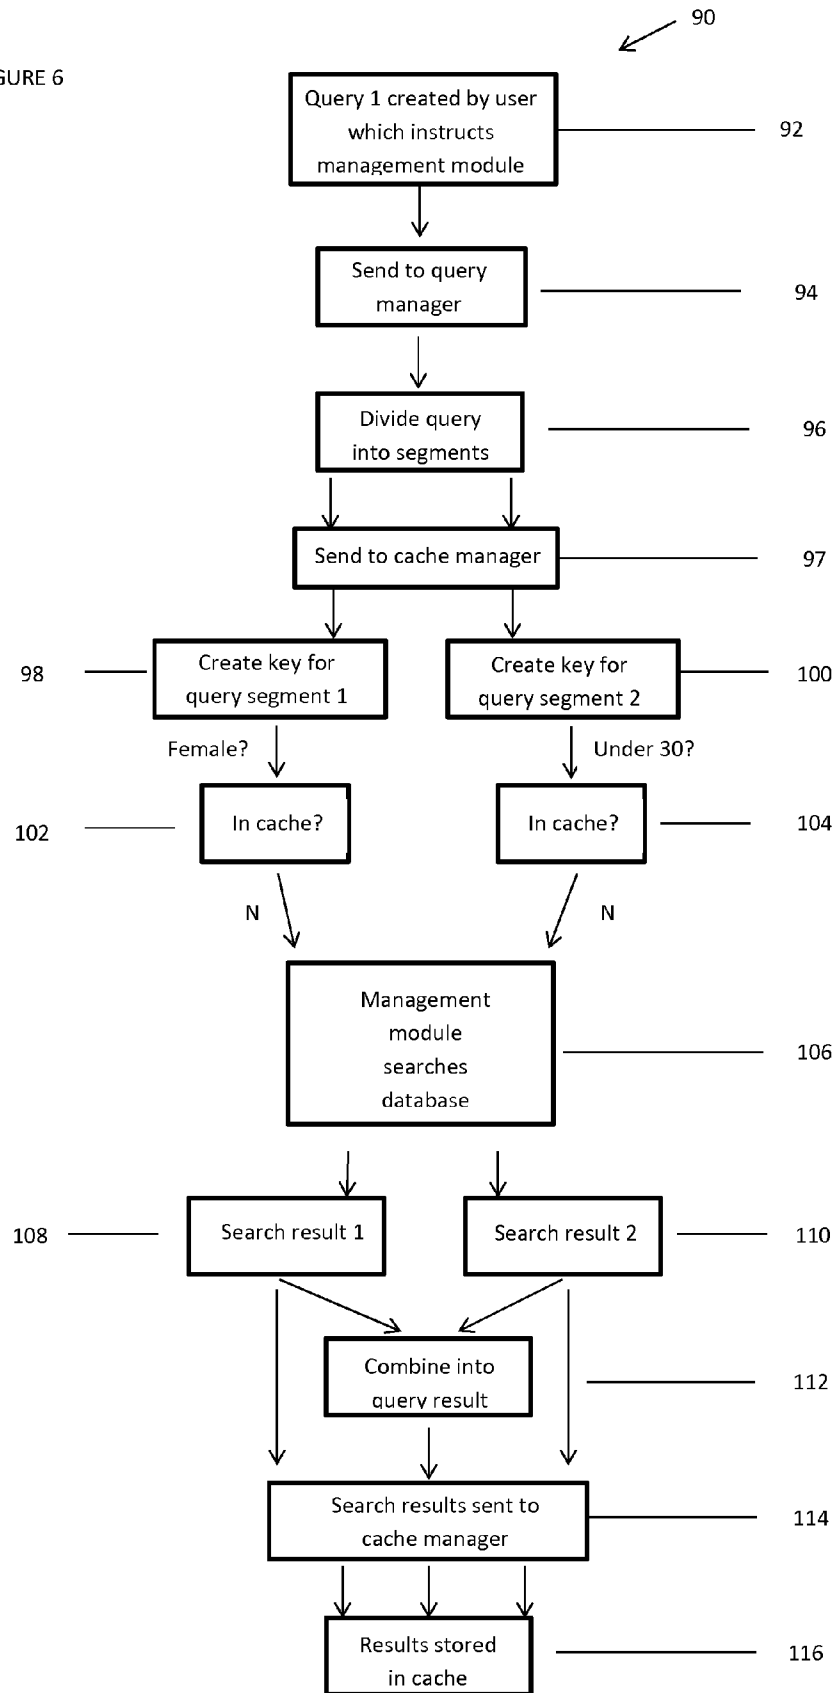 90
GURE 6
Query 1 created by user
which instructs
management module
92
Send to query
manager
94
Divide query
into segments
96
Send to cache manager
97
98
Create key for
query segment 1
Create key for
query segment 2
100
Female?
Under 30?
102
In cache?
In cache?
104
N
N
Management
module
searches
database
106
108
Search result 1
Search result 2
110
Combine into
query result
112
Search results sent to
cache manager
114
Results stored
in cache
116